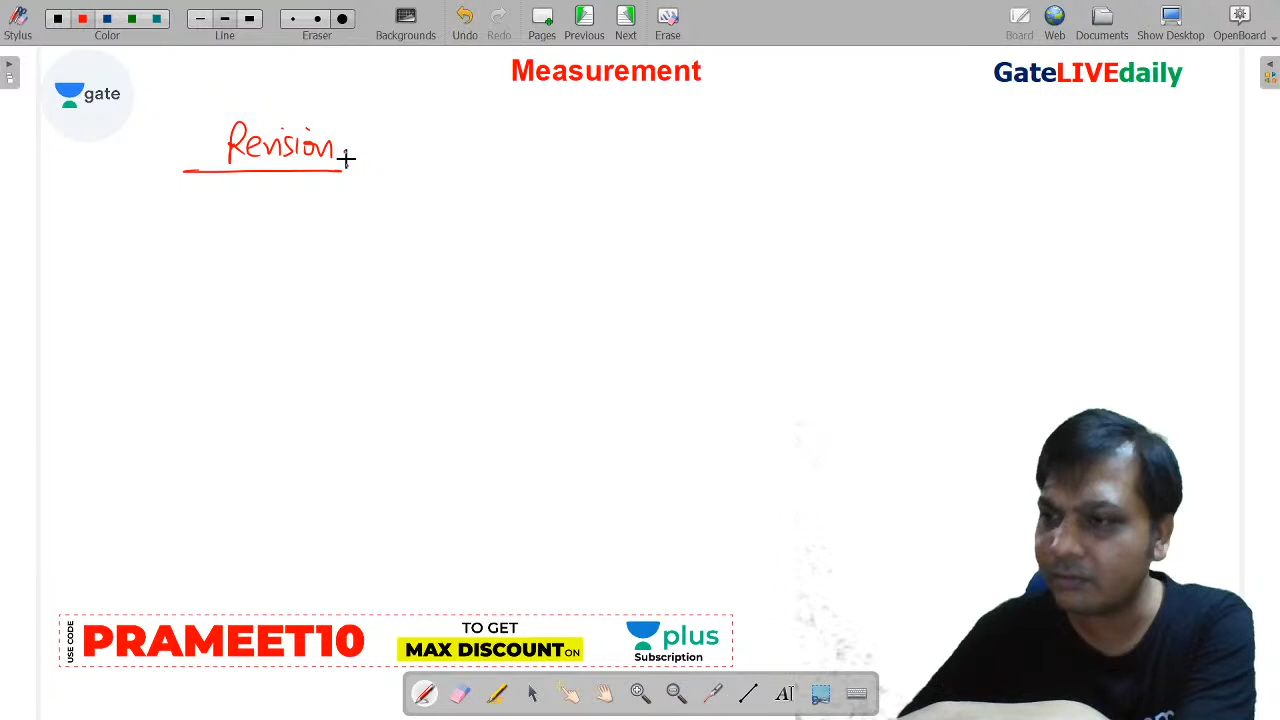 Stylus
Color
Line
Eraser
Backgrounds
Undo
Redo
Pages
Previous
Next
Erase
Board
Web
Documents
Show Desktop
OpenBoard
gate
Measurement
GateLIVEdaily
Revision
USE CODE
PRAMEET10
TO GET
MAX DISCOUNT ON
plus
Subscription
AI